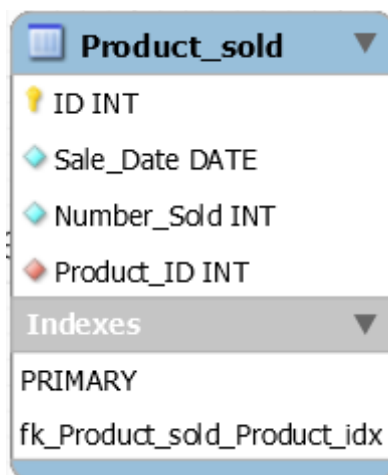 Product_sold
ID INT
Sale_Date DATE
Number_Sold INT
Product_ID INT
Indexes
PRIMARY
fk_Product_sold_Product_idx